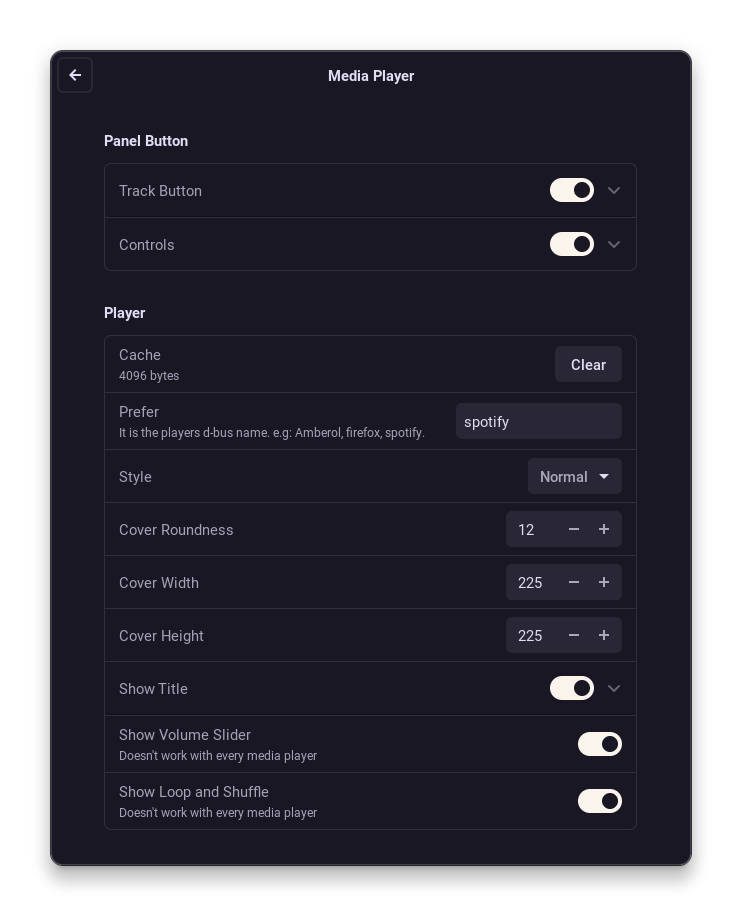 Media Player
Panel Button
Track Button
Controls
Player
Cache
4096 bytes
Clear
Prefer
It is the players d-bus name. e.g: Amberol, firefox, spotify.
spotify
Style
Normal
Cover Roundness
12
Cover Width
225
Cover Height
225
Show Title
Show Volume Slider
Doesn't work with every media player
Show Loop and Shuffle
Doesn't work with every media player